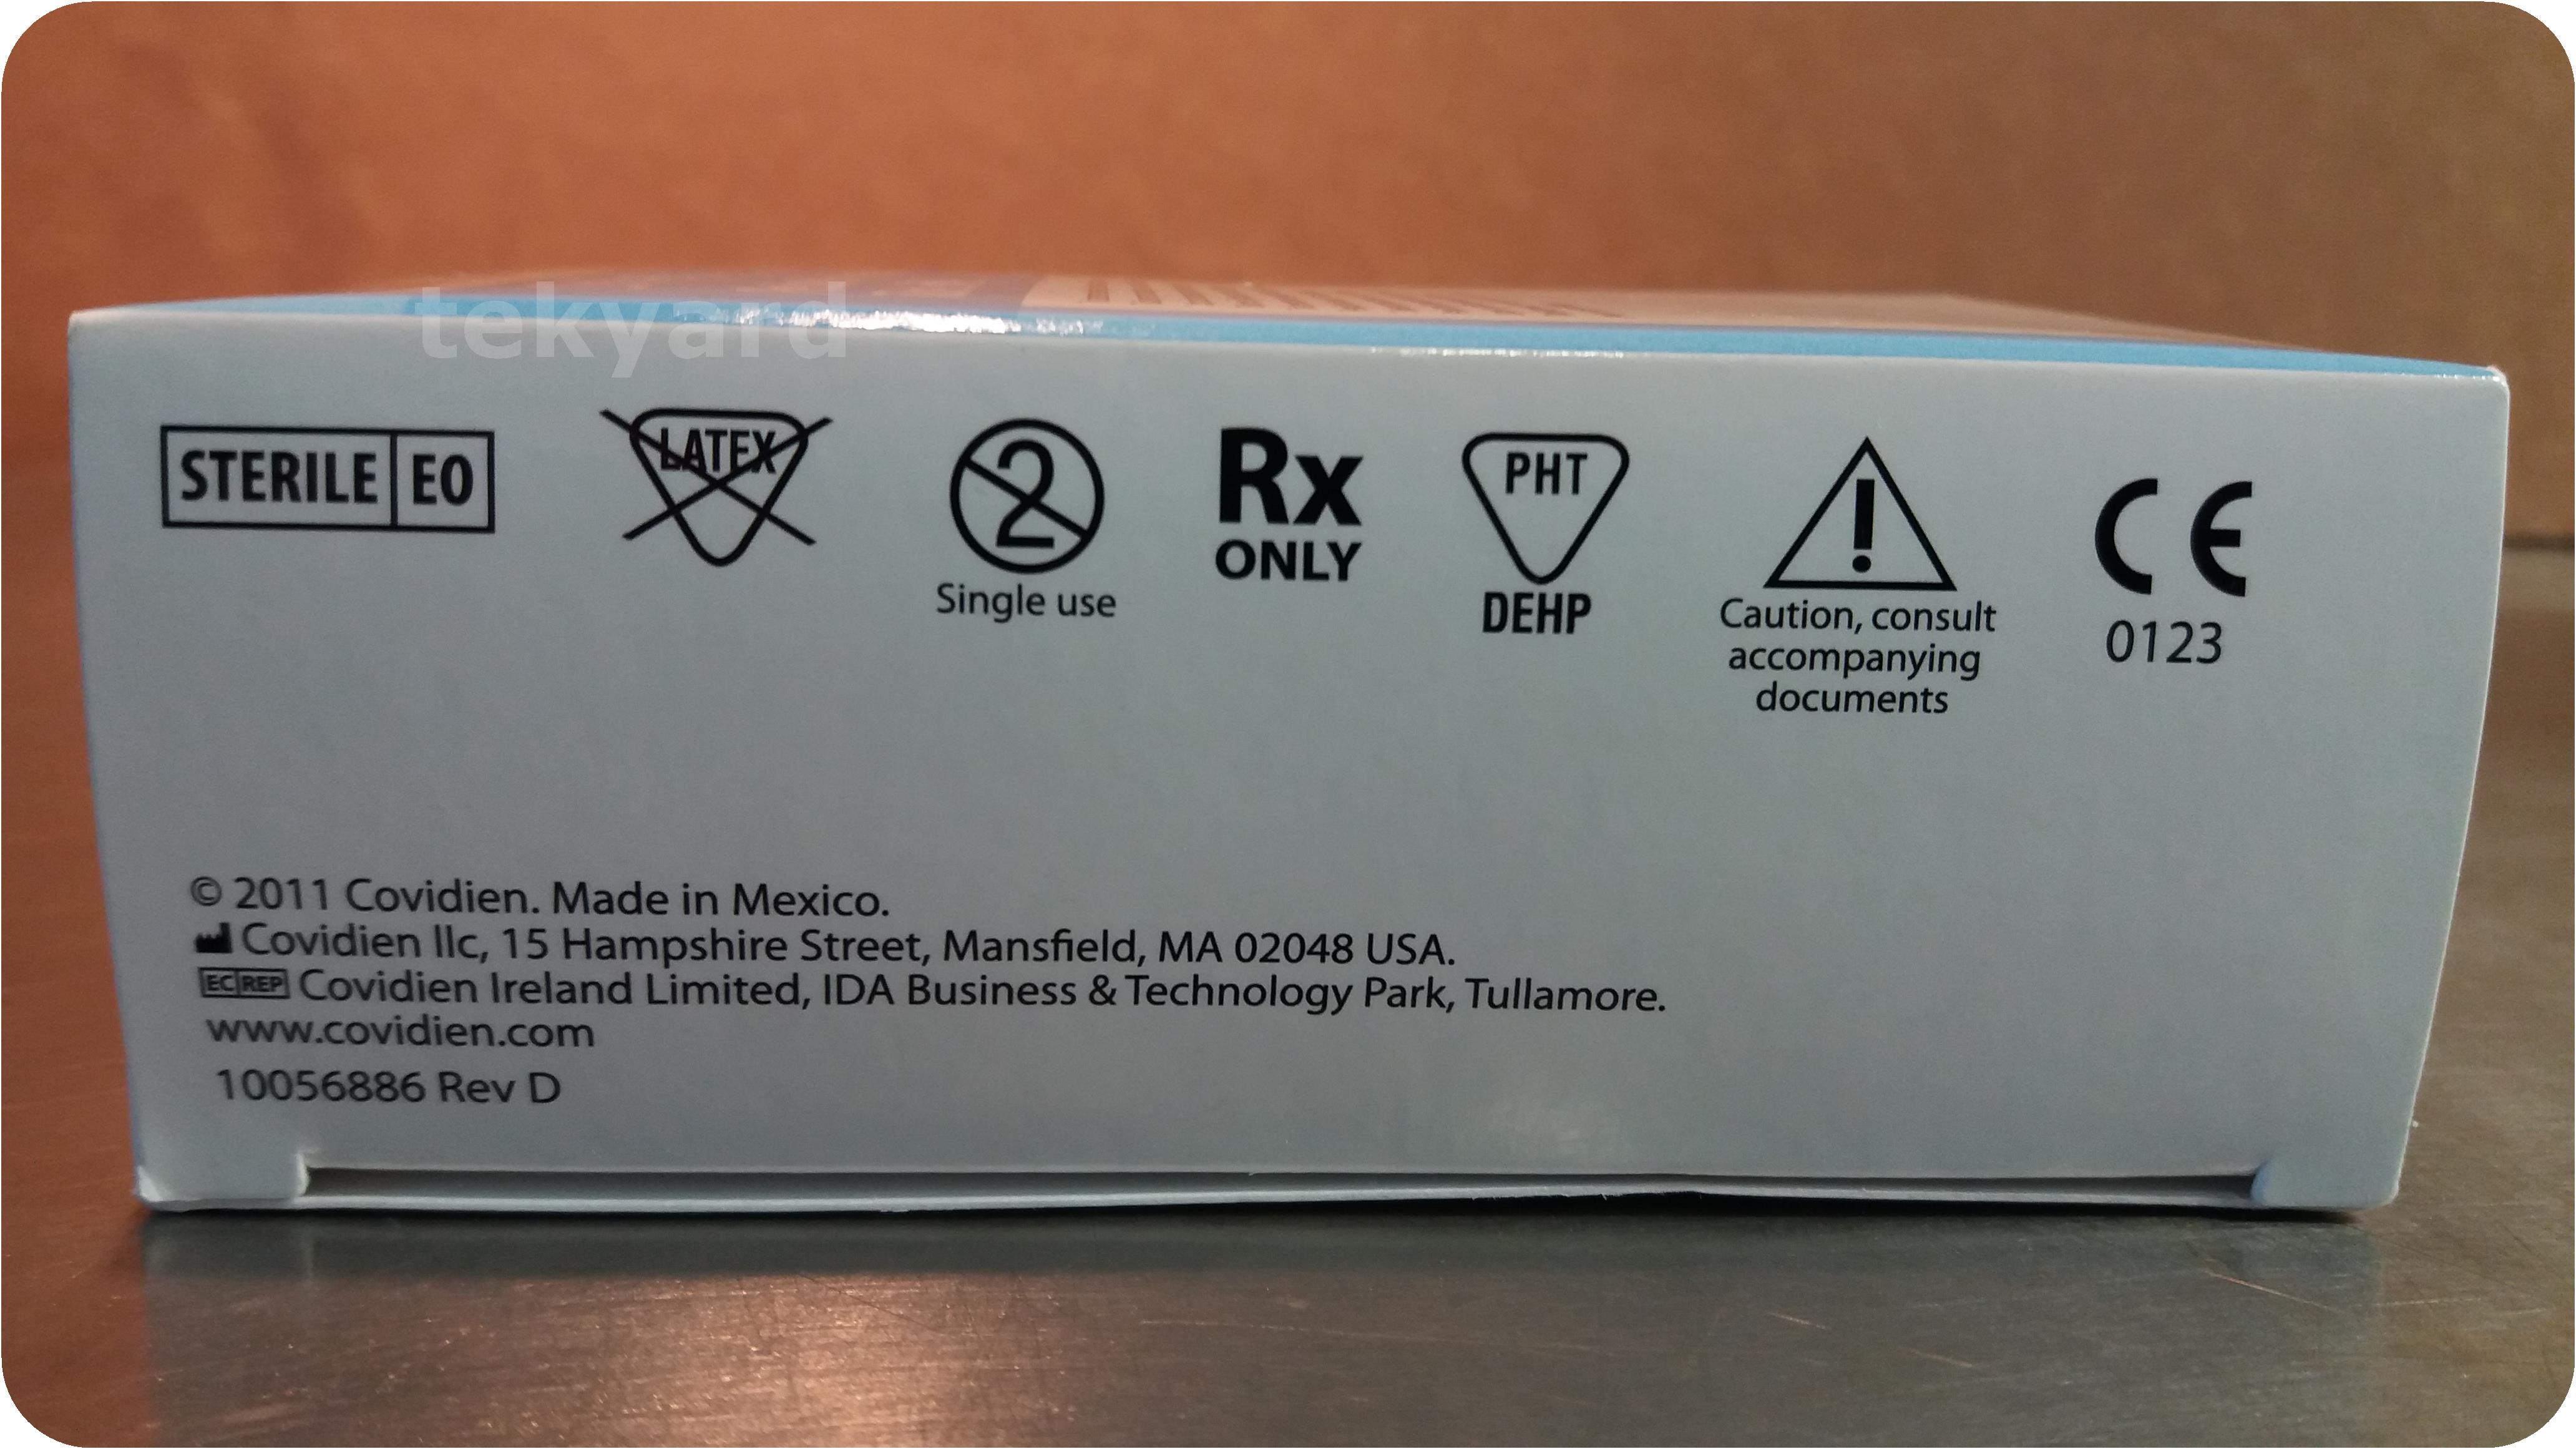 tekyard
STERILE EO
LATEX
2
Single use
Rx
ONLY
PHT
DEHP
!
Caution, consult
accompanying
documents
CE
0123
© 2011 Covidien. Made in Mexico.
Covidien llc, 15 Hampshire Street, Mansfield, MA 02048 USA.
EC REP Covidien Ireland Limited, IDA Business & Technology Park, Tullamore.
www.covidien.com
10056886 Rev D